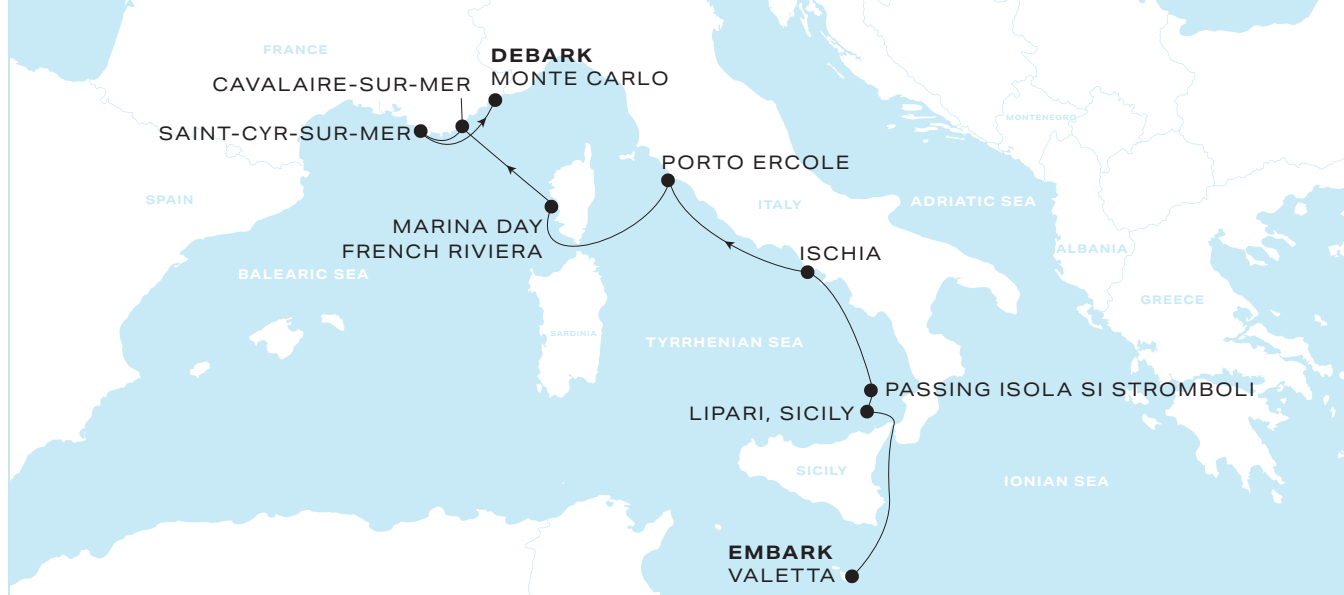 FRANCE
DEBARK
MONTE CARLO
CAVALAIRE-SUR-MER
SAINT-CYR-SUR-MER
MONTENEGRO
PORTO ERCOLE
SPAIN
ITALY
ADRIATIC SEA
MARINA DAY
FRENCH RIVIERA
ISCHIA
ALBANIA
BALEARIC SEA
GREECE
SARDINIA
TYRRHENIAN SEA
PASSING ISOLA SI STROMBOLI
LIPARI, SICILY
SICILY
IONIAN SEA
EMBARK
VALETTA